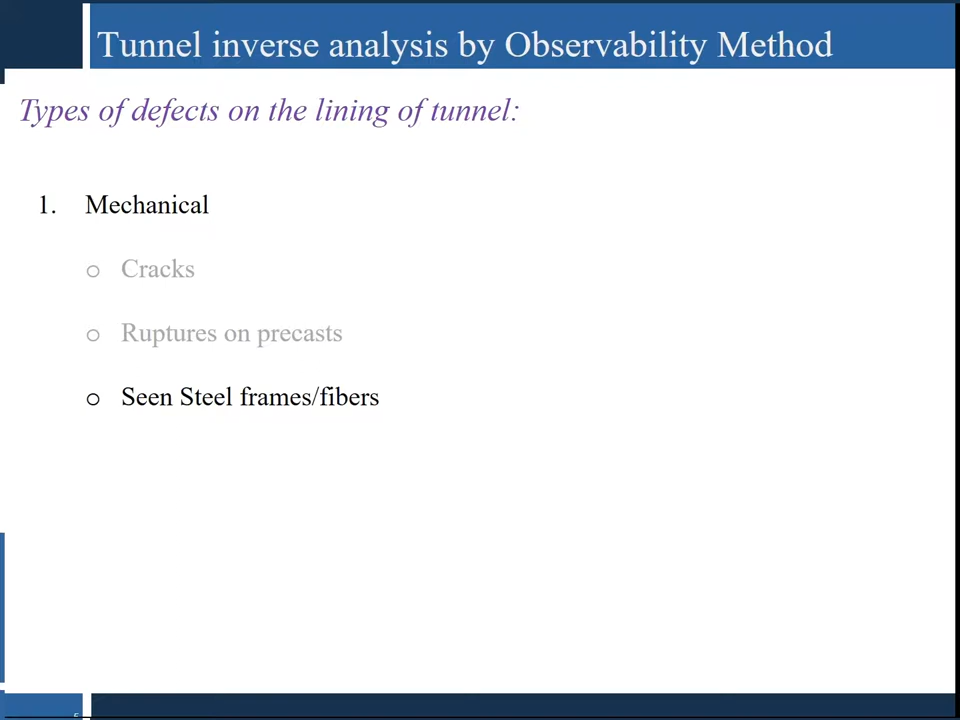 Tunnel inverse analysis by Observability Method
Types of defects on the lining of tunnel:
1. Mechanical
o Cracks
o Ruptures on precasts
o Seen Steel frames/fibers